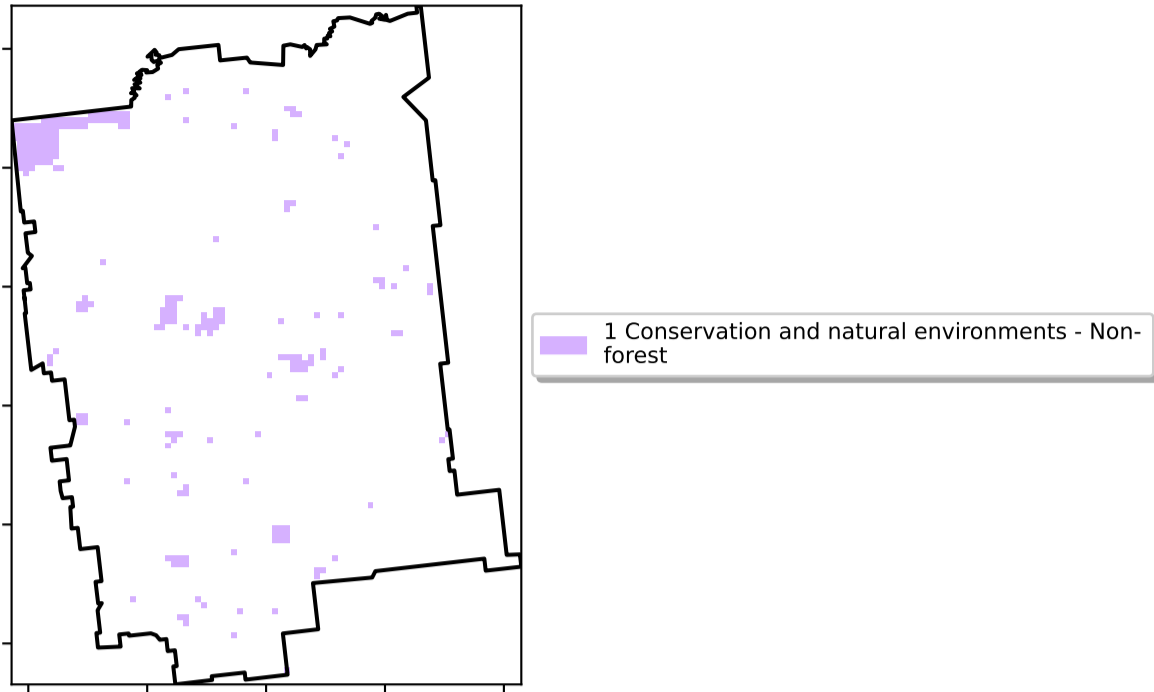 1 Conservation and natural environments - Non-
forest